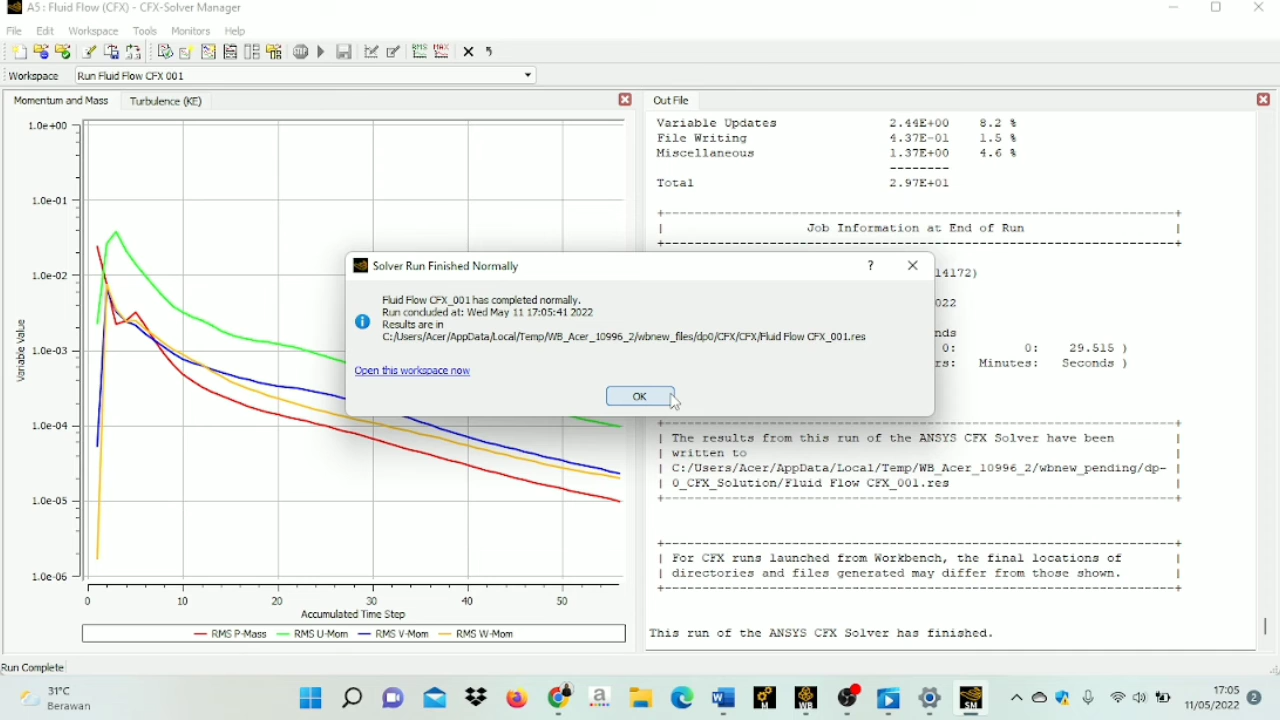 A5 : Fluid Flow (CFX) - CFX-Solver Manager
File Edit Workspace Tools Monitors Help
Workspace Run Fluid Flow CFX 001
Momentum and Mass Turbulence (KE)
1.0e+00
1.0e-01
1.0e-02
1.0e-03
1.0e-04
1.0e-05
1.0e-06
Variable Value
0 10 20 30 40 50
Accumulated Time Step
RMS P-Mass RMS U-Mom RMS V-Mom RMS W-Mom
Out File
Variable Updates 2.44E+00 8.2 %
File Writing 4.37E-01 1.5 %
Miscellaneous 1.37E+00 4.6 %
--------
Total 2.97E+01
Job Information at End of Run
14172)
022
nds
0: 0: 29.515 )
rs: Minutes: Seconds )
| The results from this run of the ANSYS CFX Solver have been |
| written to |
| C:/Users/Acer/AppData/Local/Temp/WB_Acer_10996_2/wbnew_pending/dp- |
| 0_CFX_Solution/Fluid Flow CFX_001.res |
| For CFX runs launched from Workbench, the final locations of |
| directories and files generated may differ from those shown. |
This run of the ANSYS CFX Solver has finished.
Solver Run Finished Normally ?
Fluid Flow CFX_001 has completed normally.
Run concluded at: Wed May 11 17:05:41 2022
Results are in
C:/Users/Acer/AppData/Local/Temp/WB_Acer_10996_2/wbnew_files/dp0/CFX/CFX/Fluid Flow CFX_001.res
Open this workspace now
OK
Run Complete
31°C
Berawan
17:05
11/05/2022
2